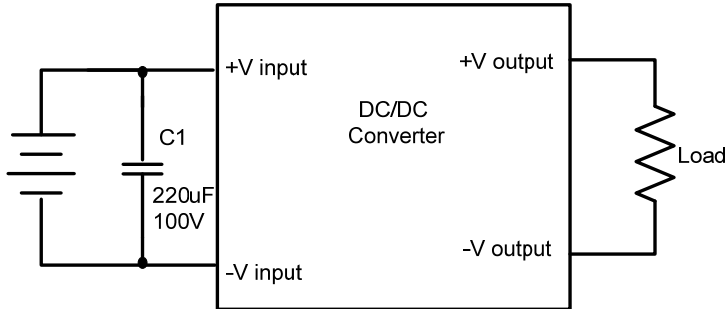 +V input
+V output
DC/DC
Converter
C1
Load
220uF
100V
-V output
-V input